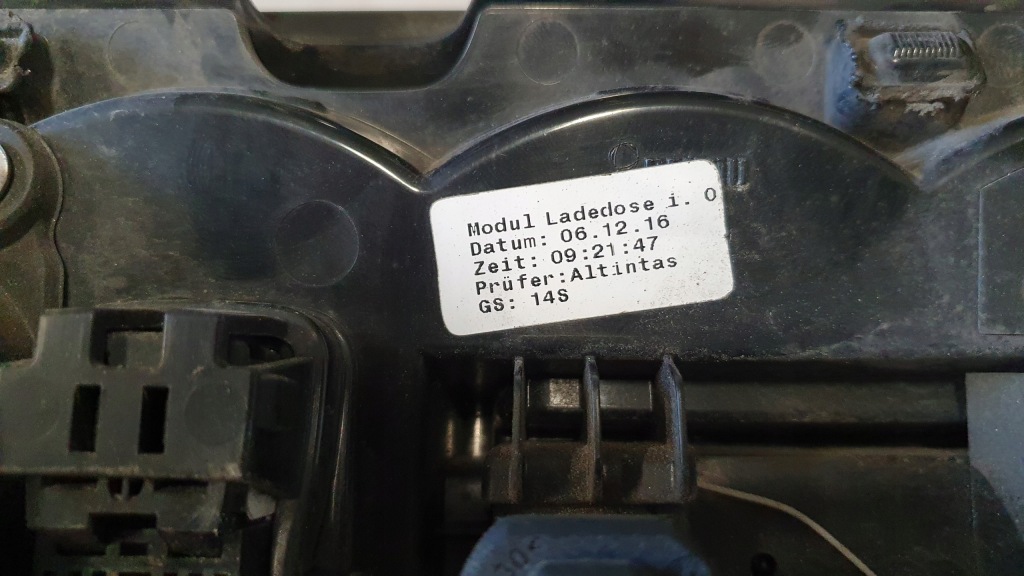 Modul Ladedose i. O
Datum: 06.12.16
Zeit: 09:21:47
Prüfer:Altintas
GS: 14S